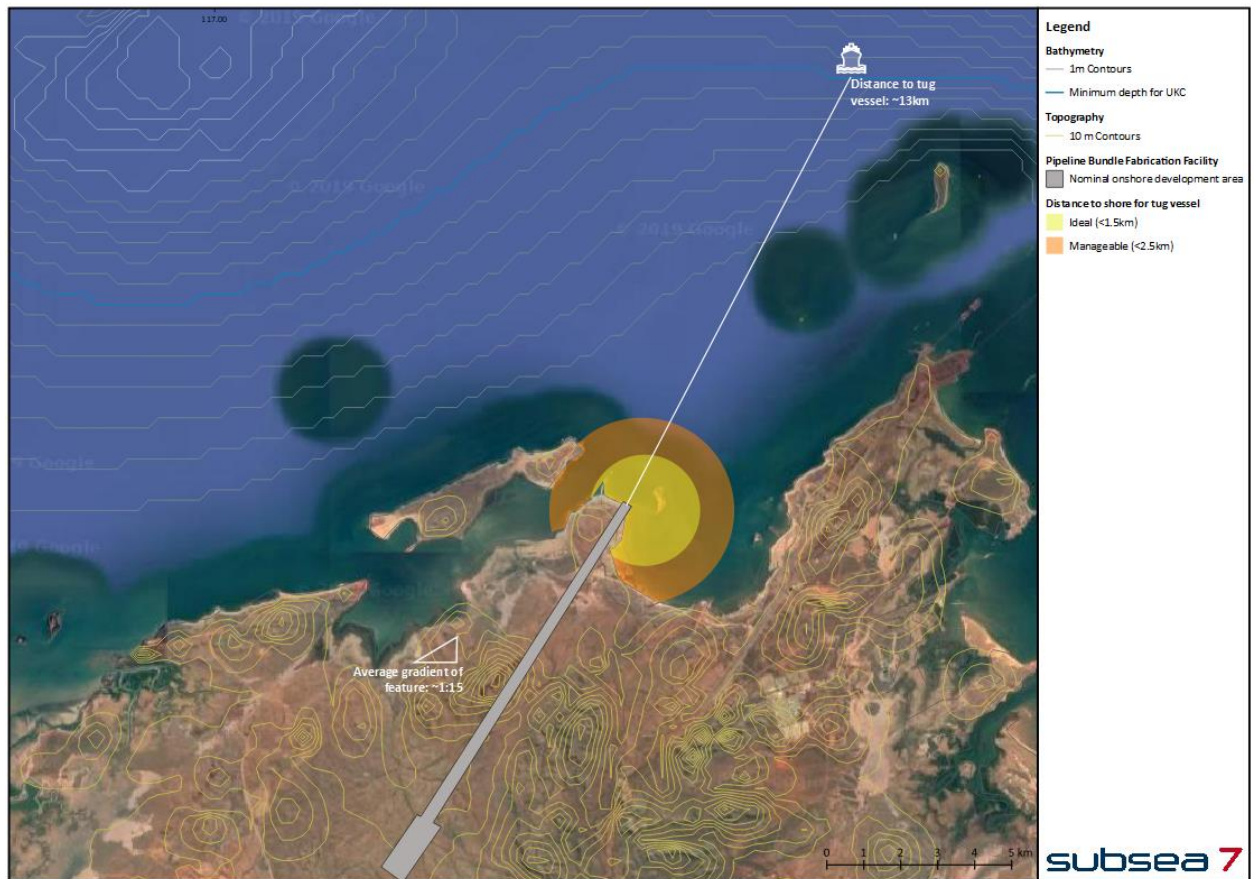 117.00
© 2019 Google
Distance to tug
vessel: ~13km
© 2019 Google
© 2019 Google
9 Google
19 Google
Google
Average gradient of
feature: ~1:15
0 1 2 3 4 5 km
Legend
Bathymetry
1m Contours
Minimum depth for UKC
Topography
10 m Contours
Pipeline Bundle Fabrication Facility
Nominal onshore development area
Distance to shore for tug vessel
Ideal (<1.5km)
Manageable (<2.5km)
subsea 7